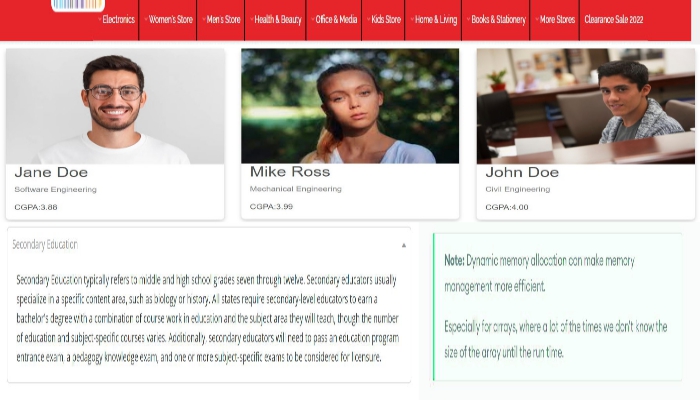 Electronics Women's Store Men's Store Health & Beauty Office & Media Kids Store Home & Living Books & Stationery More Stores Clearance Sale 2022
Jane Doe
Software Engineering
CGPA:3.88
Mike Ross
Mechanical Engineering
CGPA:3.99
John Doe
Civil Engineering
CGPA:4.00
Secondary Education
Secondary Education typically refers to middle and high school grades seven through twelve. Secondary educators usually
specialize in a specific content area, such as biology or history. All states require secondary-level educators to earn a
bachelor's degree with a combination of course work in education and the subject area they will teach, though the number
of education and subject-specific courses varies. Additionally, secondary educators will need to pass an education program
entrance exam, a pedagogy knowledge exam, and one or more subject-specific exams to be considered for licensure.
Note: Dynamic memory allocation can make memory
management more efficient.
Especially for arrays, where a lot of the times we don't know the
size of the array until the run time.